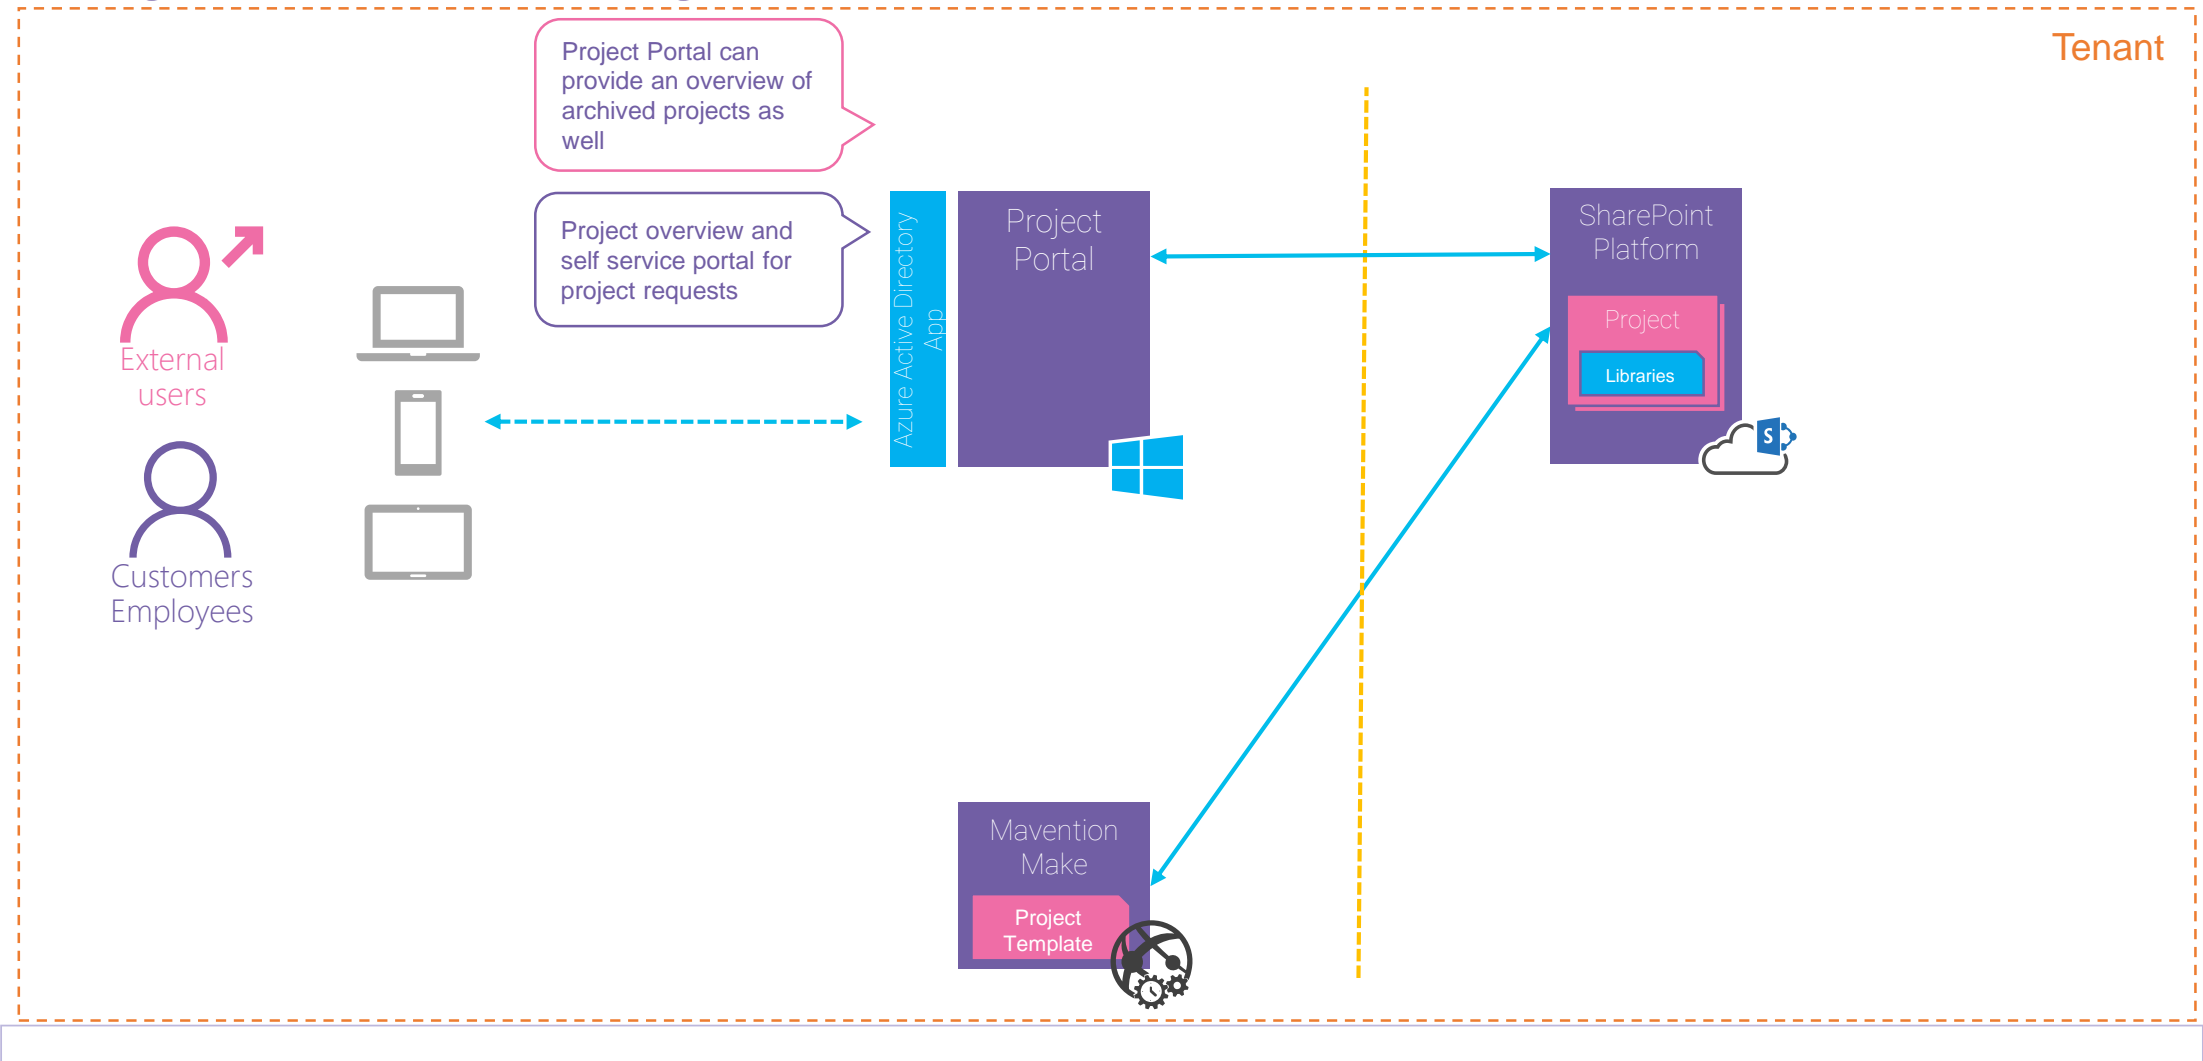 Tenant
Project Portal can
provide an overview of
archived projects as
well
Project overview and
self service portal for
project requests
External
users
Customers
Employees
Azure Active Directory
App
Project
Portal
SharePoint
Platform
Project
Libraries
S
Mavention
Make
Project
Template